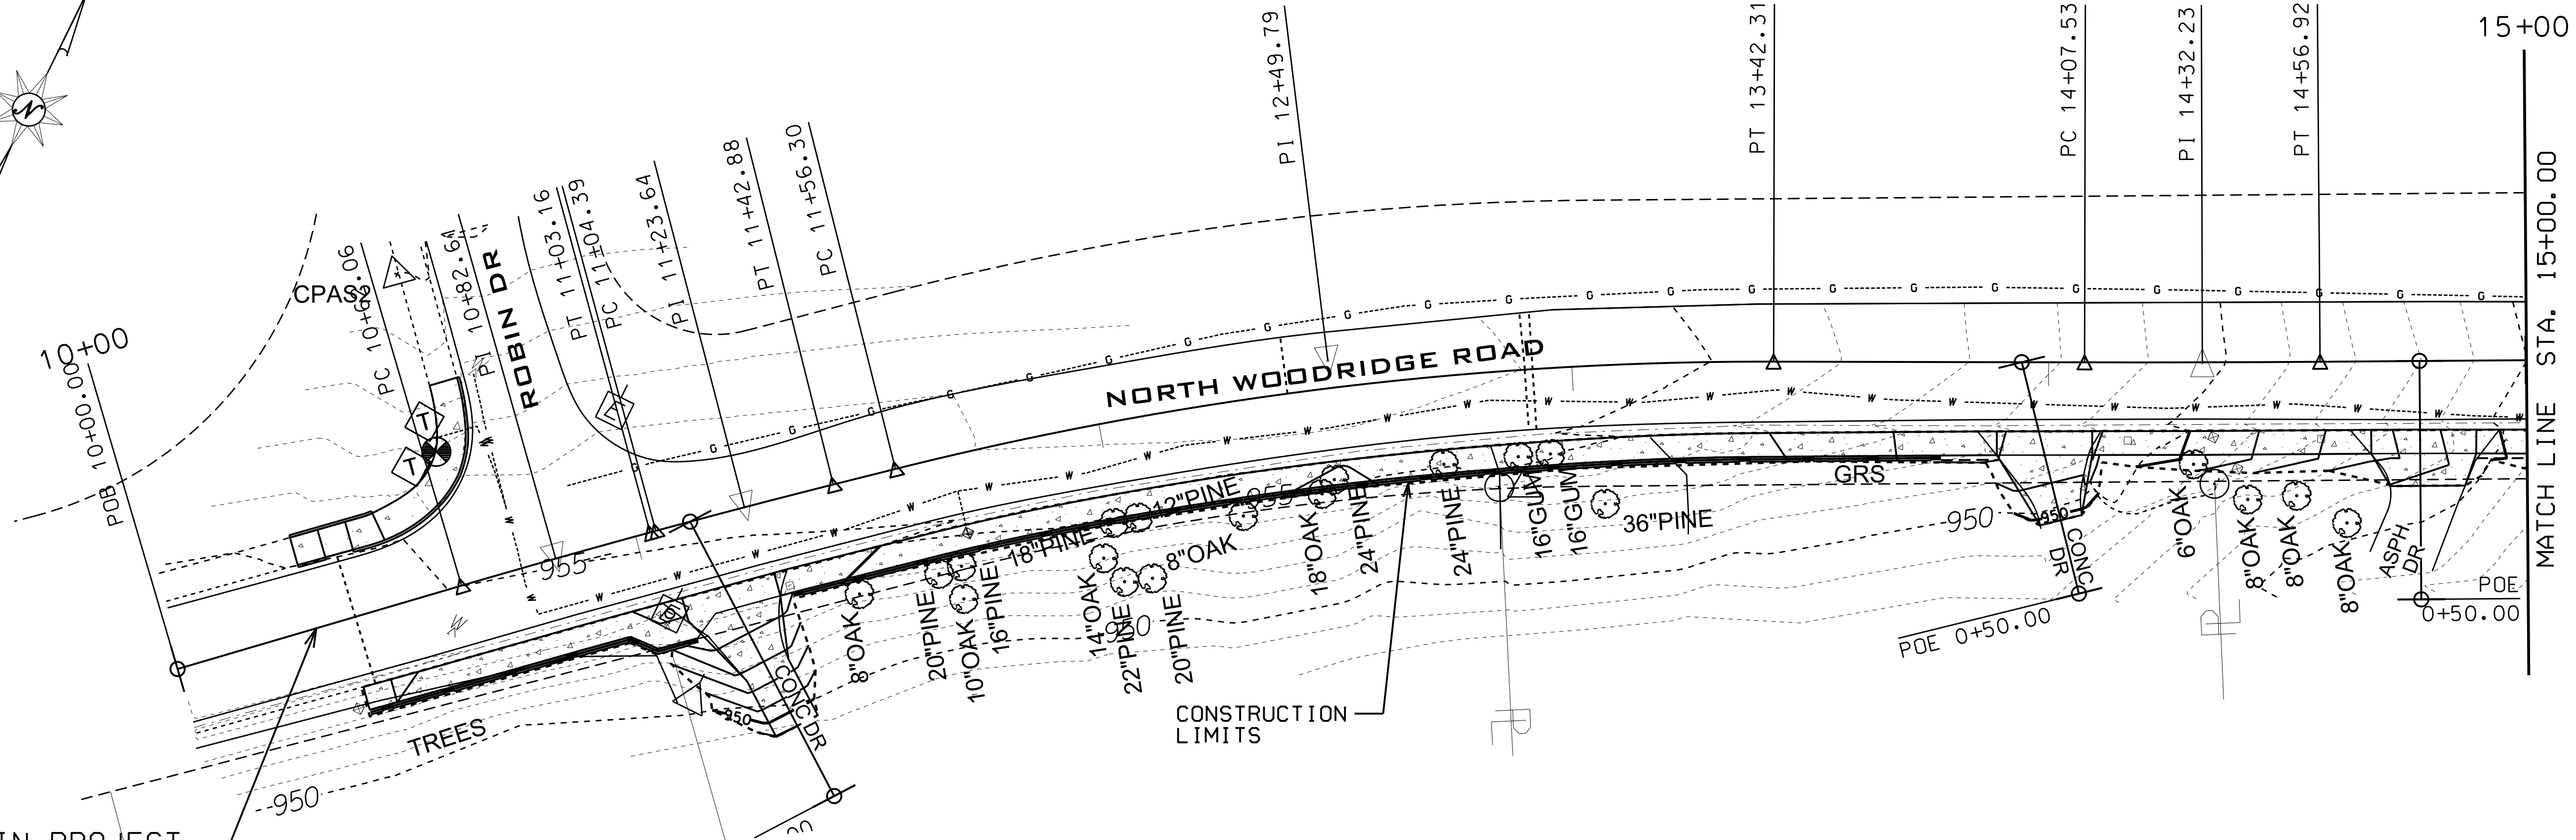 N
15+00
MATCH LINE STA. 15+00.00
10+00
POB 10+00.00
CPAS2
PI 10+82.61
ROBIN DR
PT 11+03.16
PC 11+04.39
PI 11+23.64
PT 11+42.88
PC 11+56.30
PI 12+49.79
PT 13+42.31
PC 14+07.53
PI 14+32.23
PT 14+56.92
T
T
NORTH WOODRIDGE ROAD
G G G G G G G G G G G G G G G G G G G G G G G G
W W W W W W W W W W W W W W W W W W W W W W W W W W W W
955
955
S
12"PINE
18"PINE
8"OAK
20"PINE
10"OAK
16"PINE
14"OAK
22"PINE
20"PINE
8"OAK
18"OAK
24"PINE
24"PINE
16"GUM
16"GUM
36"PINE
GRS
950
950
950
CONC
DR
6"OAK
8"OAK
8"OAK
8"OAK
ASPH
DR
POE
0+50.00
POE 0+50.00
CONC DR
950
TREES
950
CONSTRUCTION
LIMITS
PROJECT